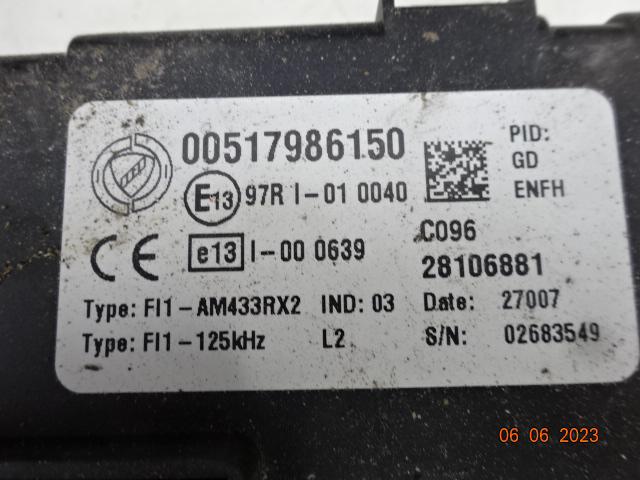 00517986150
PID:
GD
ENFH
E13 97R I-01 0040
CE e13 I-00 0639
C096
28106881
Type: FI1-AM433RX2 IND: 03 Date: 27007
Type: FI1-125kHz L2 S/N: 02683549
06 06 2023